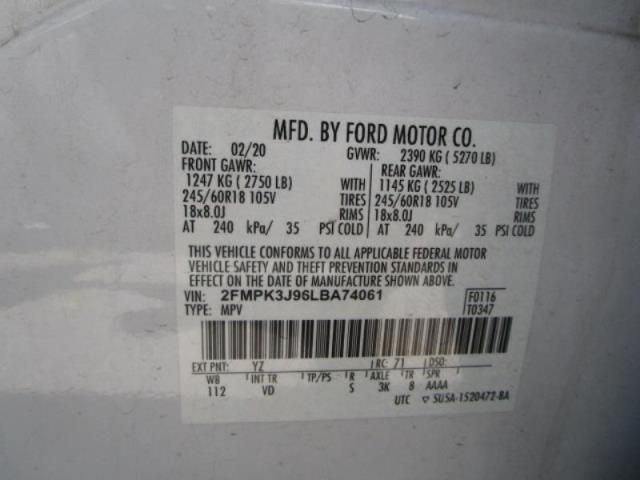 MFD. BY FORD MOTOR CO.
DATE: 02/20 GVWR: 2390 KG ( 5270 LB)
FRONT GAWR: REAR GAWR:
1247 KG ( 2750 LB) WITH 1145 KG ( 2525 LB) WITH
245/60R18 105V TIRES 245/60R18 105V TIRES
18x8.0J RIMS 18x8.0J RIMS
AT 240 kPa/ 35 PSI COLD AT 240 kPa/ 35 PSI COLD
THIS VEHICLE CONFORMS TO ALL APPLICABLE FEDERAL MOTOR
VEHICLE SAFETY AND THEFT PREVENTION STANDARDS IN
EFFECT ON THE DATE OF MANUFACTURE SHOWN ABOVE.
VIN: 2FMPK3J96LBA74061 F0116
TYPE: MPV T0347
EXT PNT: YZ RC: 71 DSO:
WB INT TR TP/PS R AXLE TR SPR
112 VD S 3K 8 AAAA
UTC ▽ 5U5A-1520472-BA